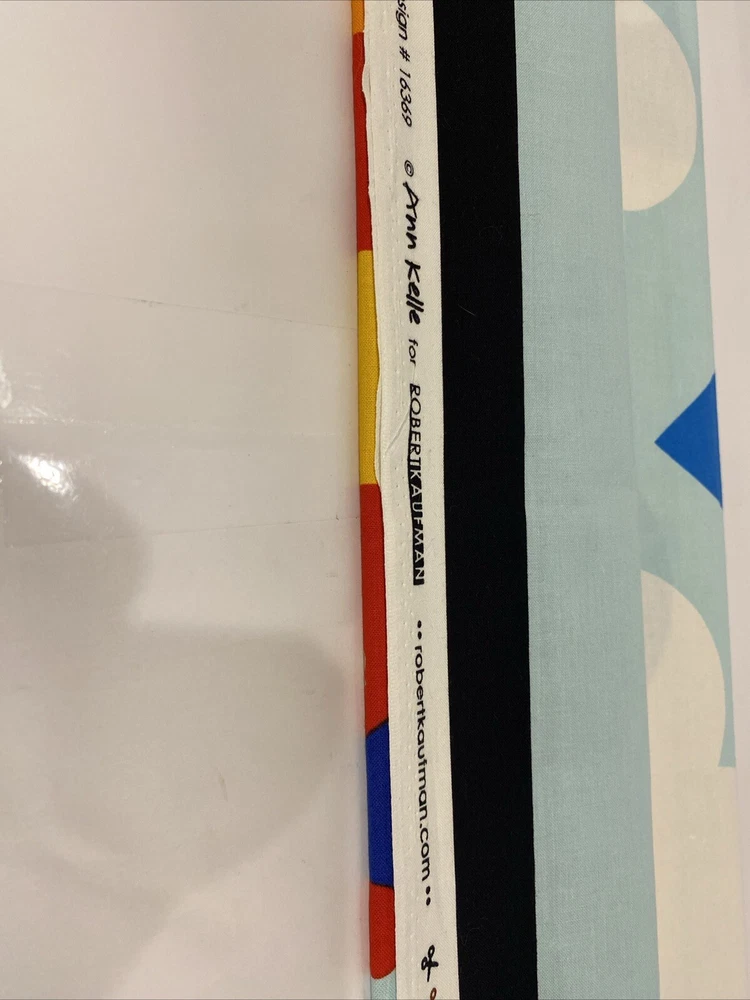 sign # 16369 © Ann Kelle for ROBERTKAUFMAN •• robertkaufman.com ••